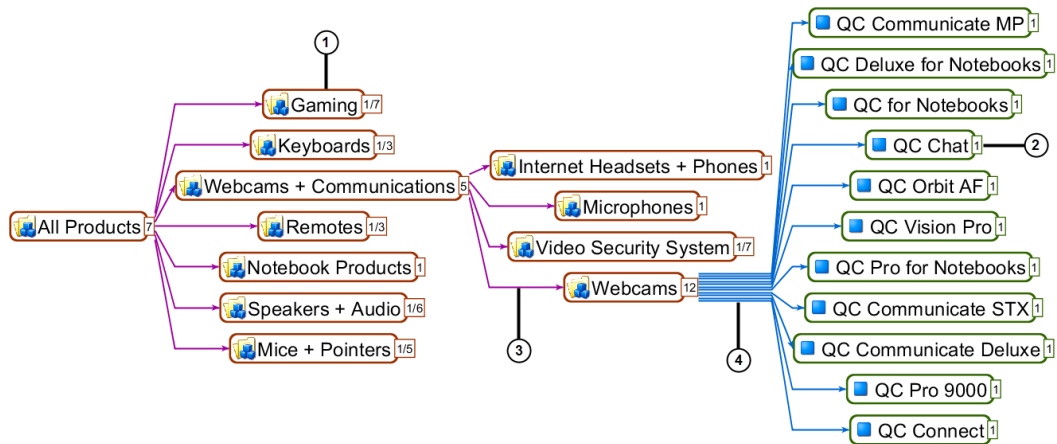 1
Gaming 1/7
Keyboards 1/3
Webcams + Communications 5
All Products 7
Remotes 1/3
Notebook Products 1
Speakers + Audio 1/6
Mice + Pointers 1/5
Internet Headsets + Phones 1
Microphones 1
Video Security System 1/7
Webcams 12
3
4
QC Communicate MP 1
QC Deluxe for Notebooks 1
QC for Notebooks 1
QC Chat 1
2
QC Orbit AF 1
QC Vision Pro 1
QC Pro for Notebooks 1
QC Communicate STX 1
QC Communicate Deluxe 1
QC Pro 9000 1
QC Connect 1